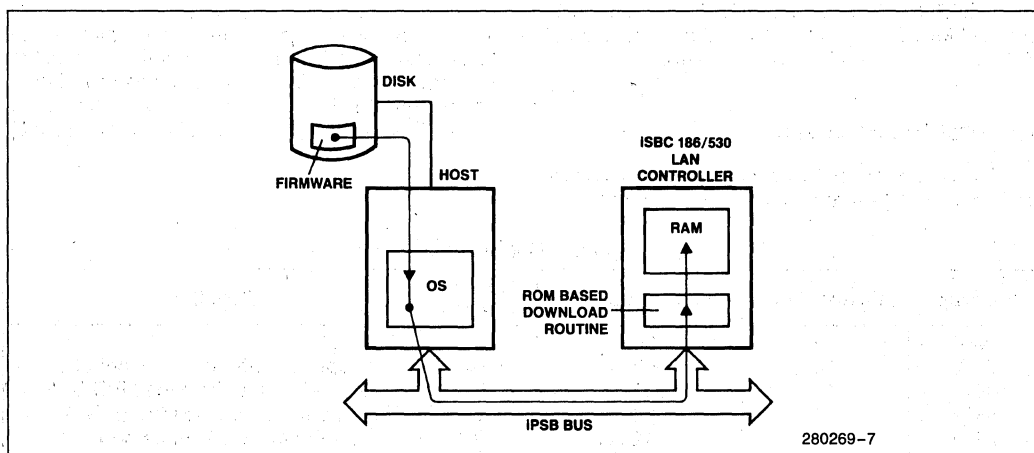 DISK
FIRMWARE
HOST
OS
iSBC 186/530
LAN
CONTROLLER
RAM
ROM BASED
DOWNLOAD
ROUTINE
iPSB BUS
280269-7